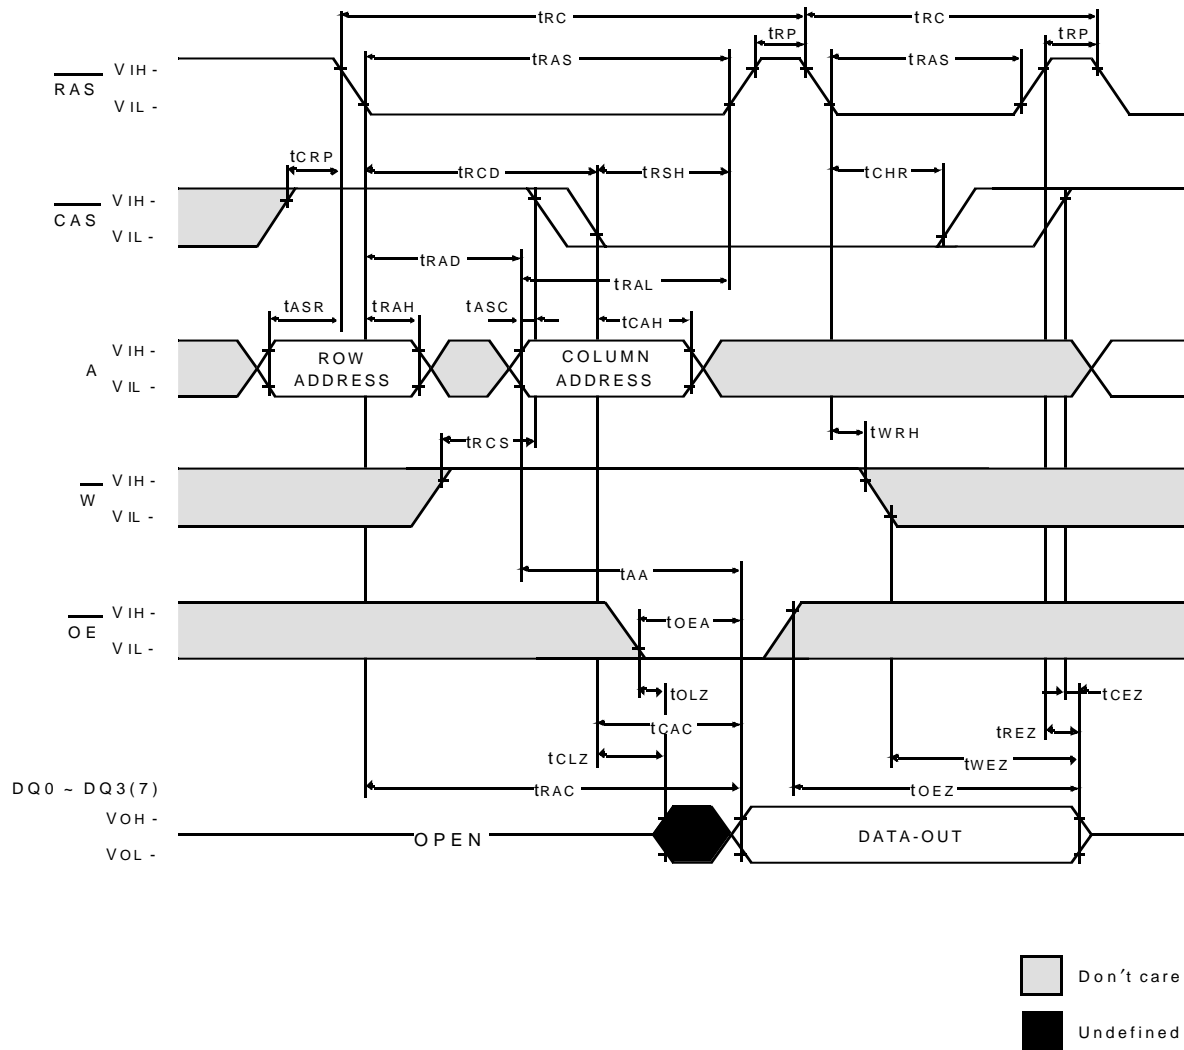 tRC tRC
tRP tRP
tRAS tRAS
RAS
VIH -
VIL -
tCRP
tRCD tRSH tCHR
CAS
VIH -
VIL -
tRAD
tRAL
tASR tRAH tASC tCAH
A
VIH -
VIL -
ROW
ADDRESS
COLUMN
ADDRESS
tRCS tWRH
W
VIH -
VIL -
tAA
OE
VIH -
VIL -
tOEA
tOLZ tCEZ
tCAC tREZ
tCLZ tWEZ
DQ0 ~ DQ3(7)
tRAC tOEZ
VOH -
VOL -
OPEN
DATA-OUT
Don't care
Undefined